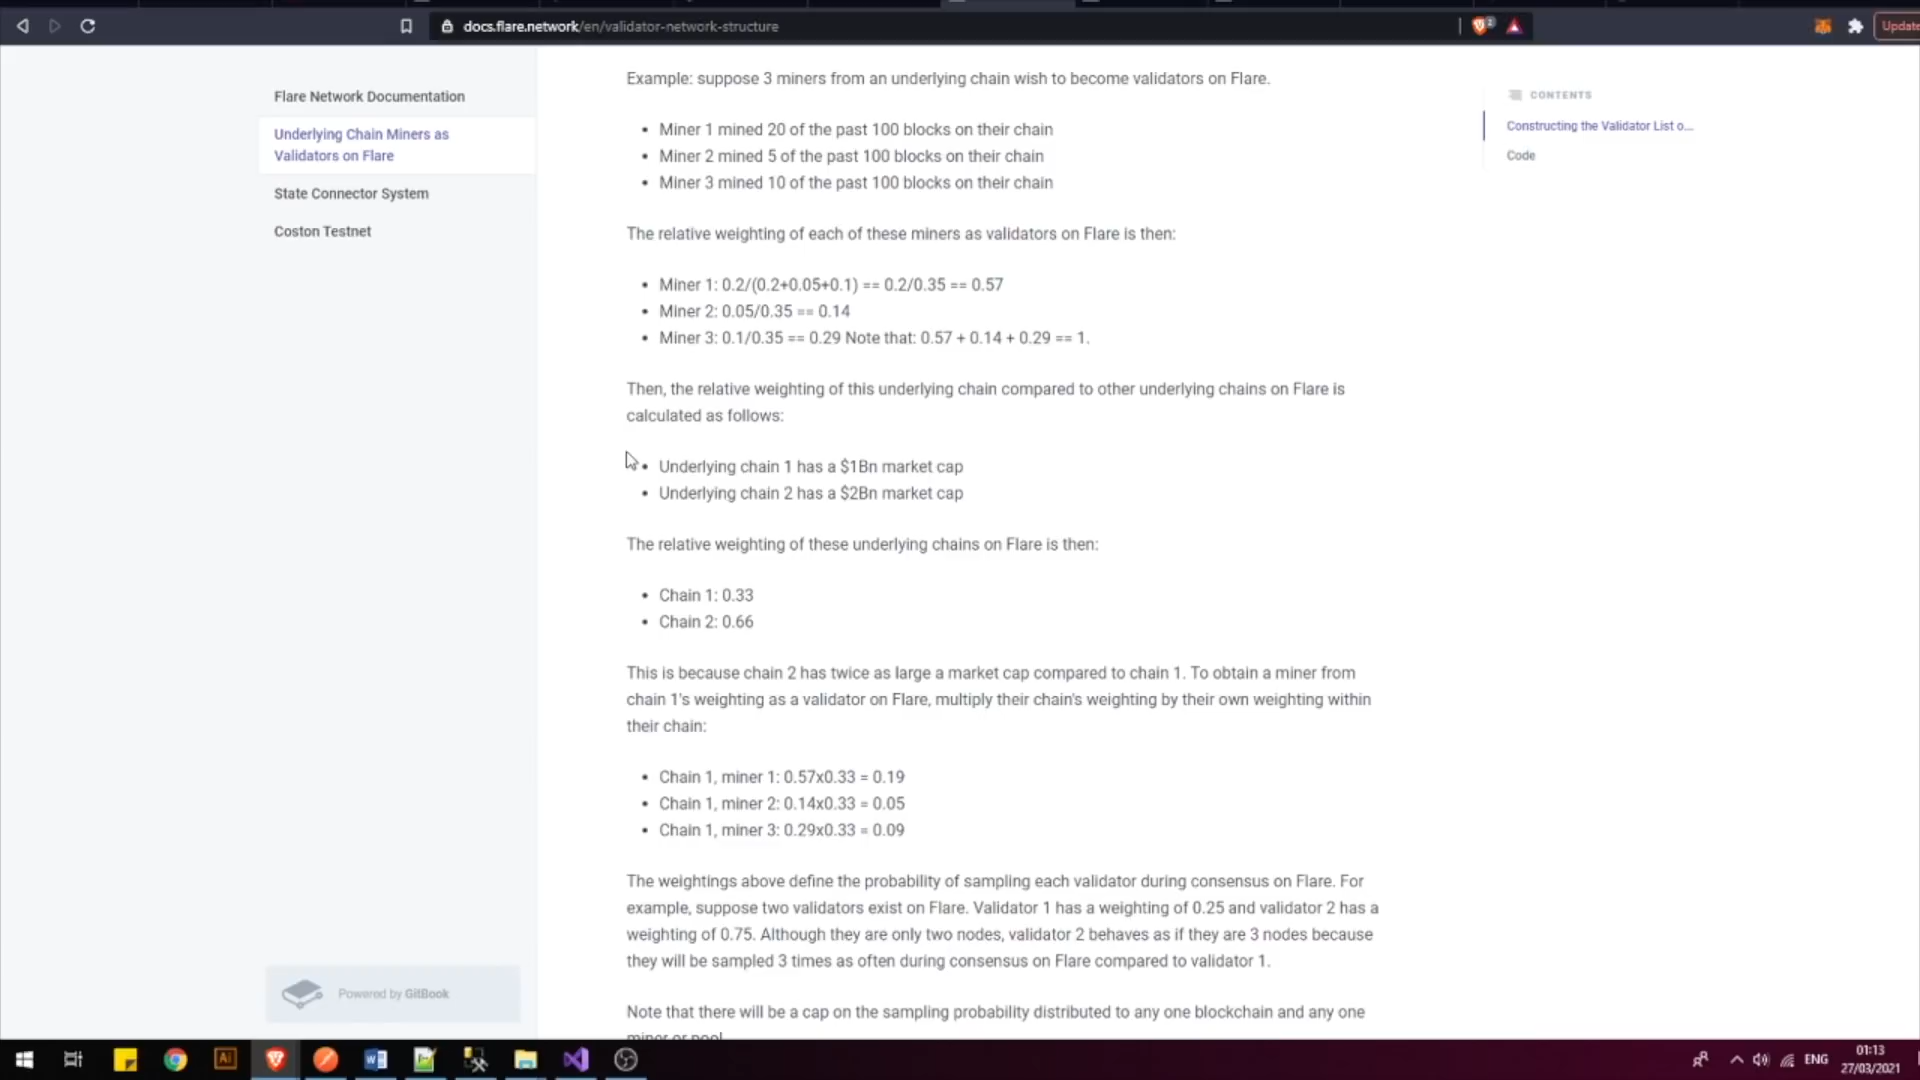 docs.flare.network/en/validator-network-structure
2
Update
Flare Network Documentation
Underlying Chain Miners as
Validators on Flare
State Connector System
Coston Testnet
Powered by GitBook
Example: suppose 3 miners from an underlying chain wish to become validators on Flare.
• Miner 1 mined 20 of the past 100 blocks on their chain
• Miner 2 mined 5 of the past 100 blocks on their chain
• Miner 3 mined 10 of the past 100 blocks on their chain
The relative weighting of each of these miners as validators on Flare is then:
• Miner 1: 0.2/(0.2+0.05+0.1) == 0.2/0.35 == 0.57
• Miner 2: 0.05/0.35 == 0.14
• Miner 3: 0.1/0.35 == 0.29 Note that: 0.57 + 0.14 + 0.29 == 1.
Then, the relative weighting of this underlying chain compared to other underlying chains on Flare is
calculated as follows:
• Underlying chain 1 has a $1Bn market cap
• Underlying chain 2 has a $2Bn market cap
The relative weighting of these underlying chains on Flare is then:
• Chain 1: 0.33
• Chain 2: 0.66
This is because chain 2 has twice as large a market cap compared to chain 1. To obtain a miner from
chain 1's weighting as a validator on Flare, multiply their chain's weighting by their own weighting within
their chain:
• Chain 1, miner 1: 0.57x0.33 = 0.19
• Chain 1, miner 2: 0.14x0.33 = 0.05
• Chain 1, miner 3: 0.29x0.33 = 0.09
The weightings above define the probability of sampling each validator during consensus on Flare. For
example, suppose two validators exist on Flare. Validator 1 has a weighting of 0.25 and validator 2 has a
weighting of 0.75. Although they are only two nodes, validator 2 behaves as if they are 3 nodes because
they will be sampled 3 times as often during consensus on Flare compared to validator 1.
Note that there will be a cap on the sampling probability distributed to any one blockchain and any one
miner or pool
CONTENTS
Constructing the Validator List o...
Code
Ai
ENG
01:13
27/03/2021